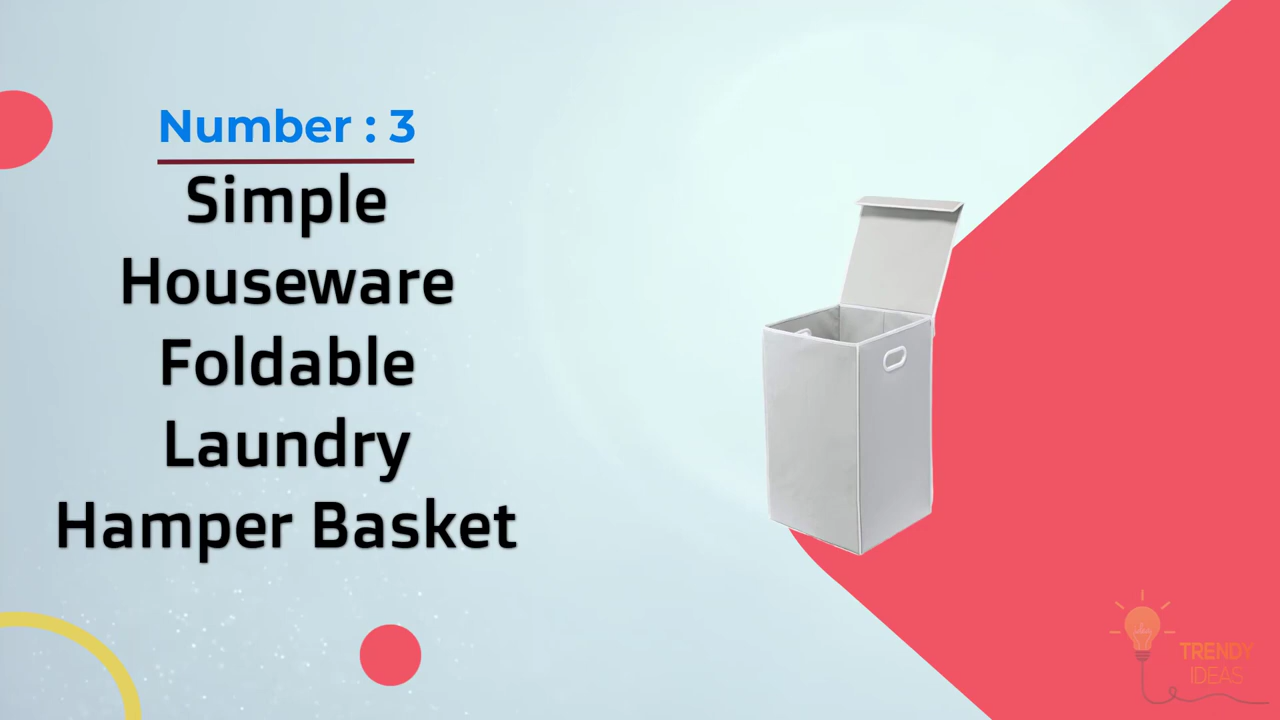 Number : 3
Simple
Houseware
Foldable
Laundry
Hamper Basket
TRENDY
IDEAS